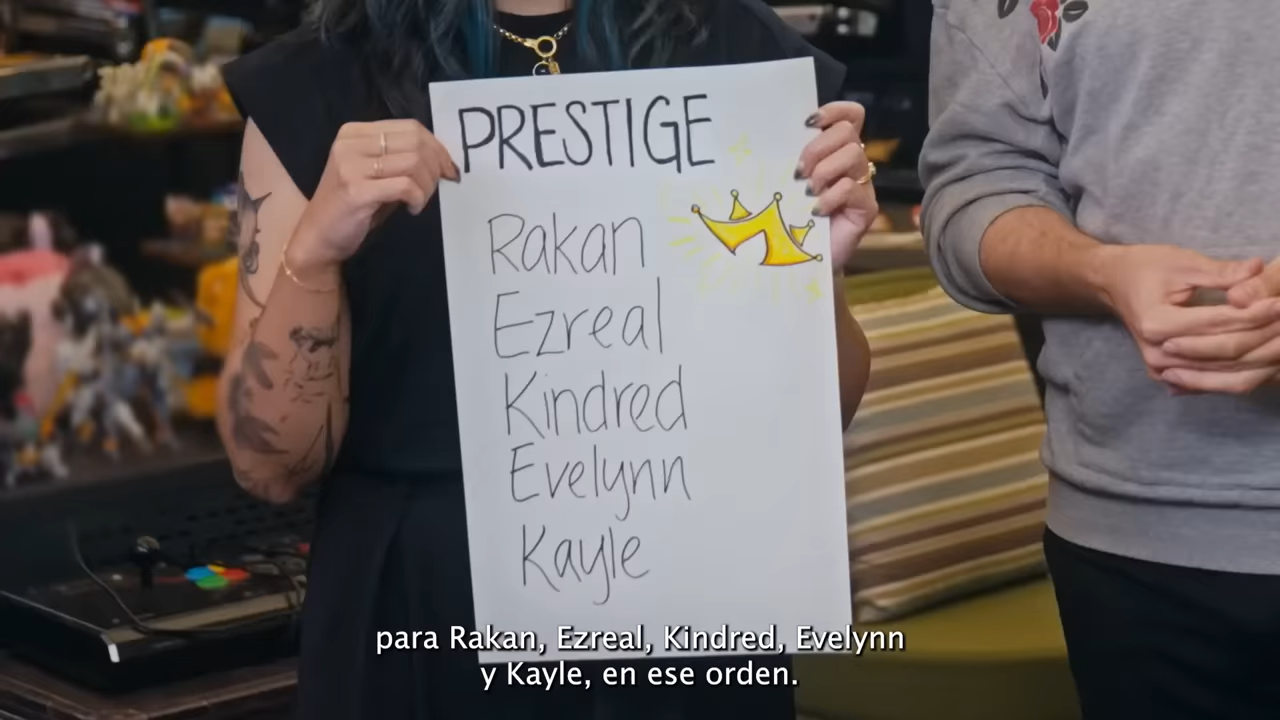 PRESTIGE
Rakan
Ezreal
Kindred
Evelynn
Kayle
para Rakan, Ezreal, Kindred, Evelynn
y Kayle, en ese orden.